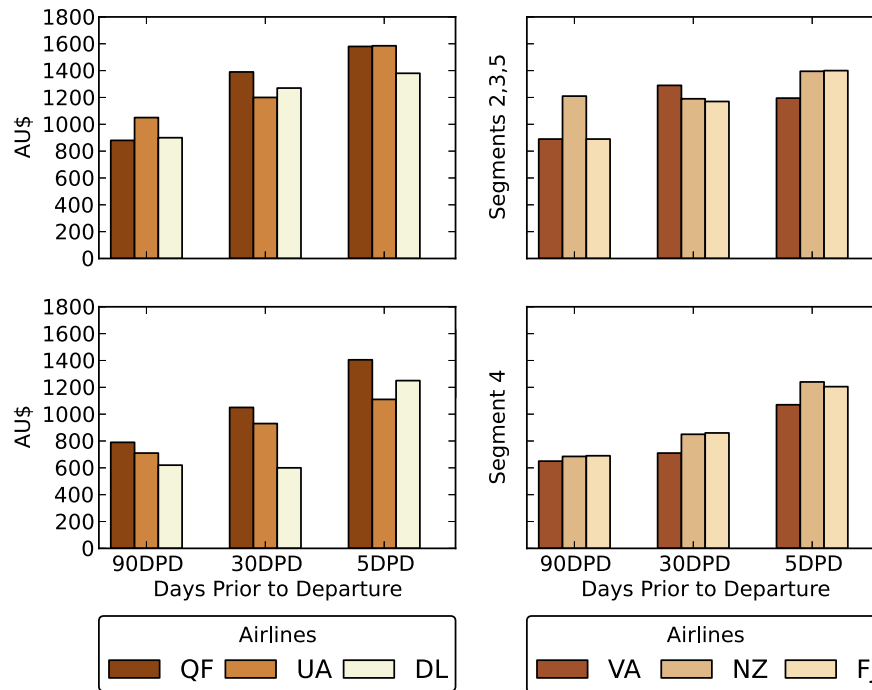 1800
1600
1400
1200
1000
800
600
400
200
0
AU$
Segments 2,3,5
1800
1600
1400
1200
1000
800
600
400
200
0
AU$
Segment 4
90DPD 30DPD 5DPD
Days Prior to Departure
90DPD 30DPD 5DPD
Days Prior to Departure
Airlines
QF UA DL
Airlines
VA NZ